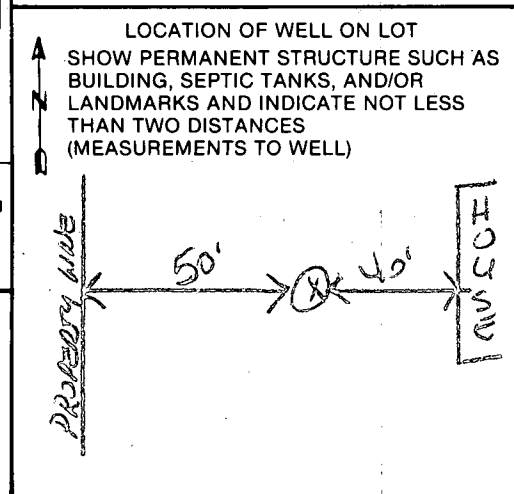 LOCATION OF WELL ON LOT
SHOW PERMANENT STRUCTURE SUCH AS
BUILDING, SEPTIC TANKS, AND/OR
LANDMARKS AND INDICATE NOT LESS
THAN TWO DISTANCES
(MEASUREMENTS TO WELL)
N
PROPERTY LINE
50'
X
40'
HOUSE